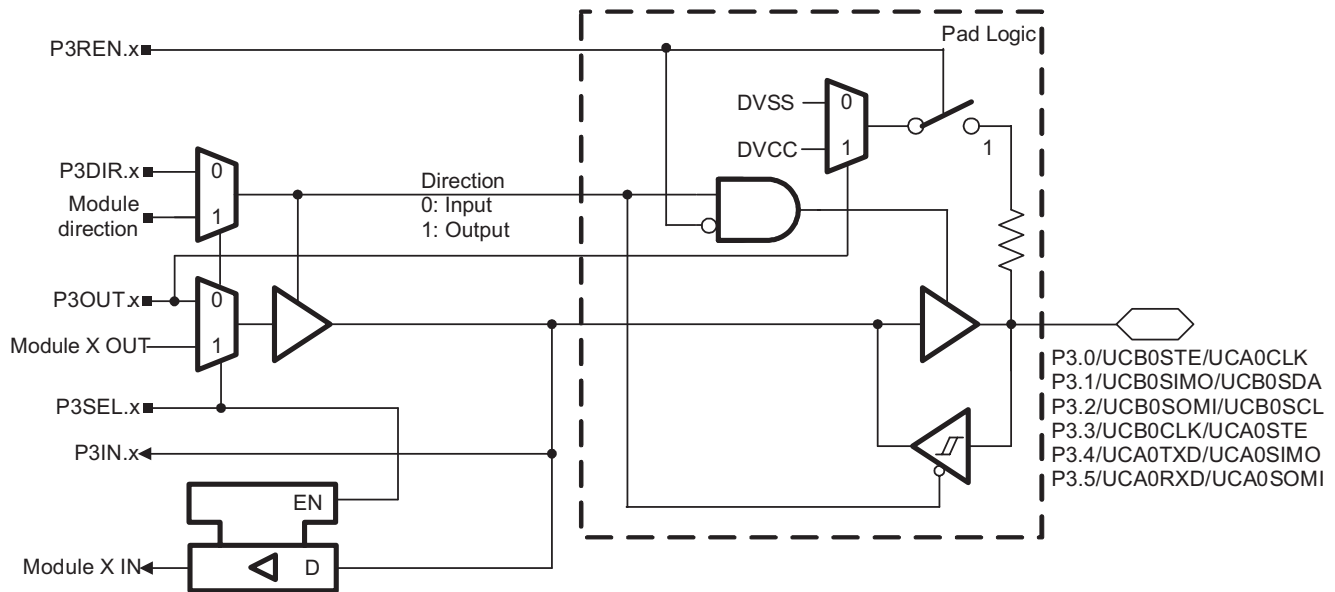 Pad Logic
P3REN.x
DVSS
0
DVCC
1
1
P3DIR.x
0
Module
direction
1
Direction
0: Input
1: Output
P3OUT.x
0
Module X OUT
1
P3.0/UCB0STE/UCA0CLK
P3.1/UCB0SIMO/UCB0SDA
P3.2/UCB0SOMI/UCB0SCL
P3.3/UCB0CLK/UCA0STE
P3.4/UCA0TXD/UCA0SIMO
P3.5/UCA0RXD/UCA0SOMI
P3SEL.x
P3IN.x
EN
Module X IN
D